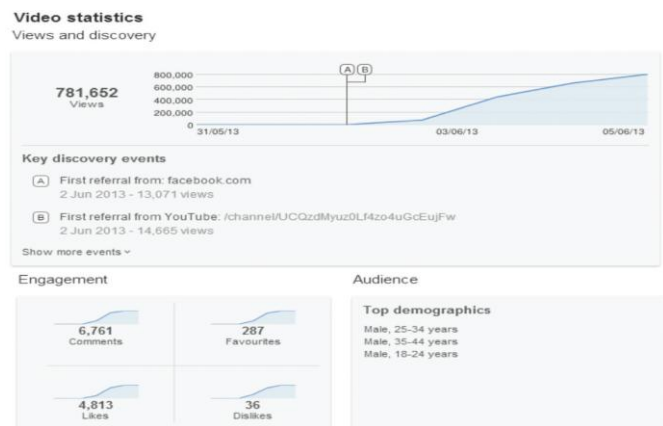 Video statistics
Views and discovery
781,652
Views
800,000
600,000
400,000
200,000
0
A B
31/05/13 03/06/13 05/06/13
Key discovery events
A First referral from: facebook.com
2 Jun 2013 - 13,071 views
B First referral from YouTube: /channel/UCQzdMyuz0Lf4zo4uGcEujFw
2 Jun 2013 - 14,665 views
Show more events
Engagement
6,761
Comments
287
Favourites
4,813
Likes
36
Dislikes
Audience
Top demographics
Male, 25-34 years
Male, 35-44 years
Male, 18-24 years